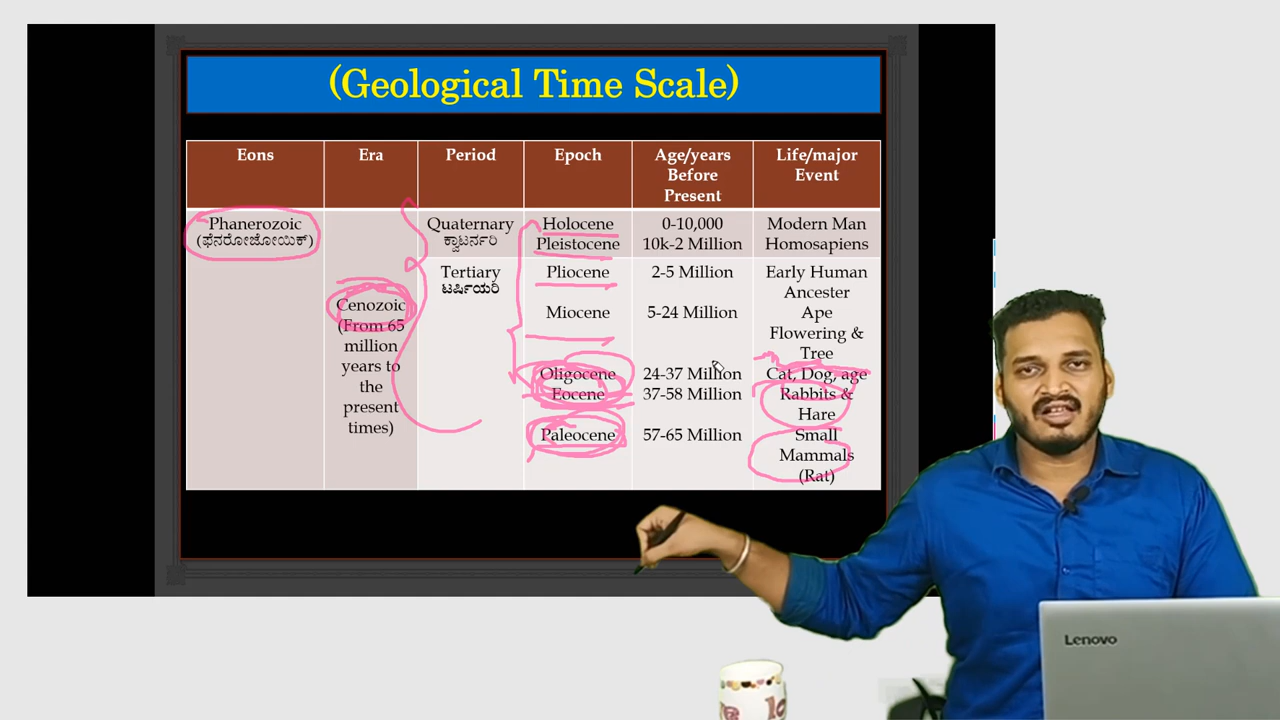 (Geological Time Scale)
Eons
Era
Period
Epoch
Age/years
Before
Present
Life/major
Event
Phanerozoic
(ಫೆನರೋಜೋಯಿಕ್)
Cenozoic
(From 65
million
years to
the
present
times)
Quaternary
ಕ್ವಾಟರ್ನರಿ
Holocene
Pleistocene
0-10,000
10k-2 Million
Modern Man
Homosapiens
Tertiary
ಟರ್ಷಿಯರಿ
Pliocene
Miocene
Oligocene
Eocene
Paleocene
2-5 Million
5-24 Million
24-37 Million
37-58 Million
57-65 Million
Early Human
Ancester
Ape
Flowering &
Tree
Cat, Dog, age
Rabbits &
Hare
Small
Mammals
(Rat)
Lenovo